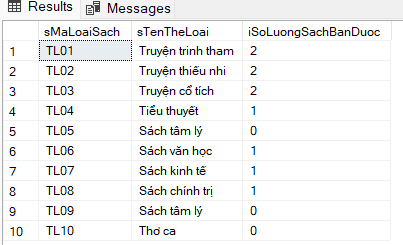 Results Messages
sMaLoaiSach sTenTheLoai iSoLuongSachBanDuoc
1 TL01 Truyện trinh tham 2
2 TL02 Truyện thiếu nhi 2
3 TL03 Truyện cổ tích 2
4 TL04 Tiểu thuyết 1
5 TL05 Sách tâm lý 0
6 TL06 Sách văn học 1
7 TL07 Sách kinh tế 1
8 TL08 Sách chính trị 1
9 TL09 Sách tâm lý 0
10 TL10 Thơ ca 0